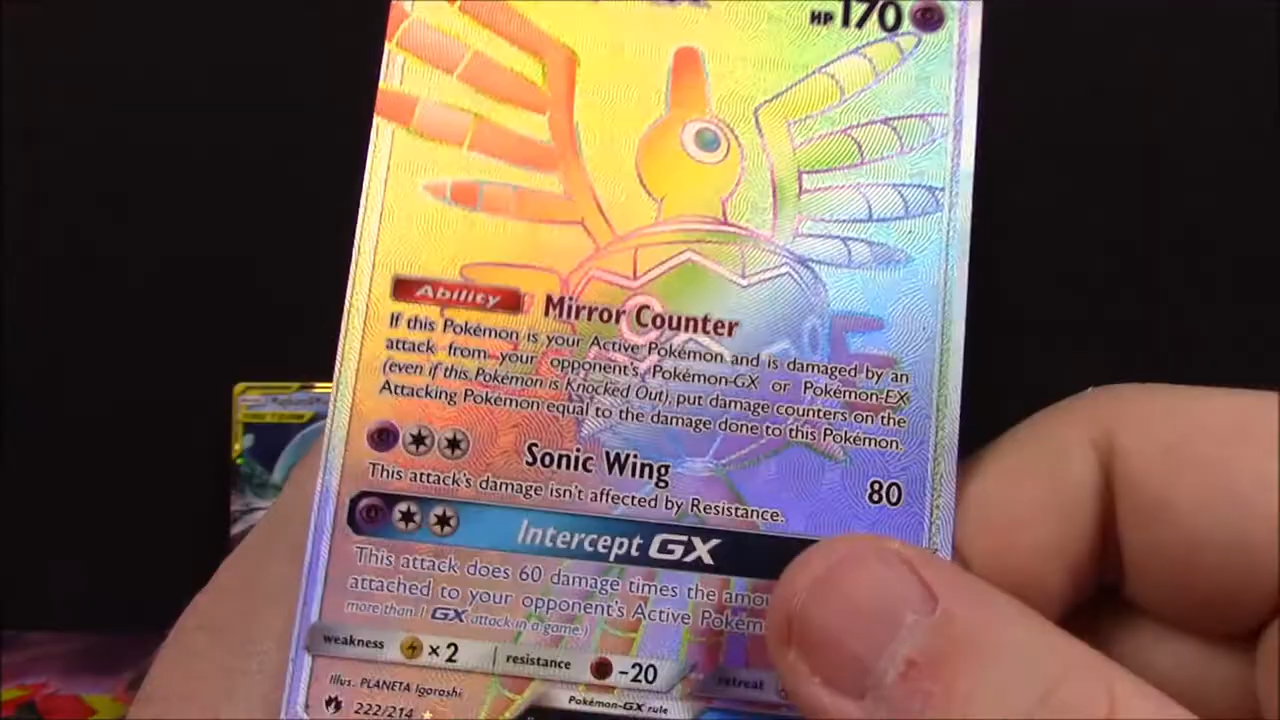 HP 170
Ability Mirror Counter
If this Pokémon is your Active Pokémon and is damaged by an
attack from your opponent's Pokémon-GX or Pokémon-EX
(even if this Pokémon is Knocked Out), put damage counters on the
Attacking Pokémon equal to the damage done to this Pokémon.
Sonic Wing 80
This attack's damage isn't affected by Resistance.
Intercept GX
This attack does 60 damage times the
attached to your opponent's Active
more than 1 GX attack in a game.)
weakness ×2 resistance -20
retreat
Illus. PLANETA Igarashi
Pokémon-GX rule
222/214